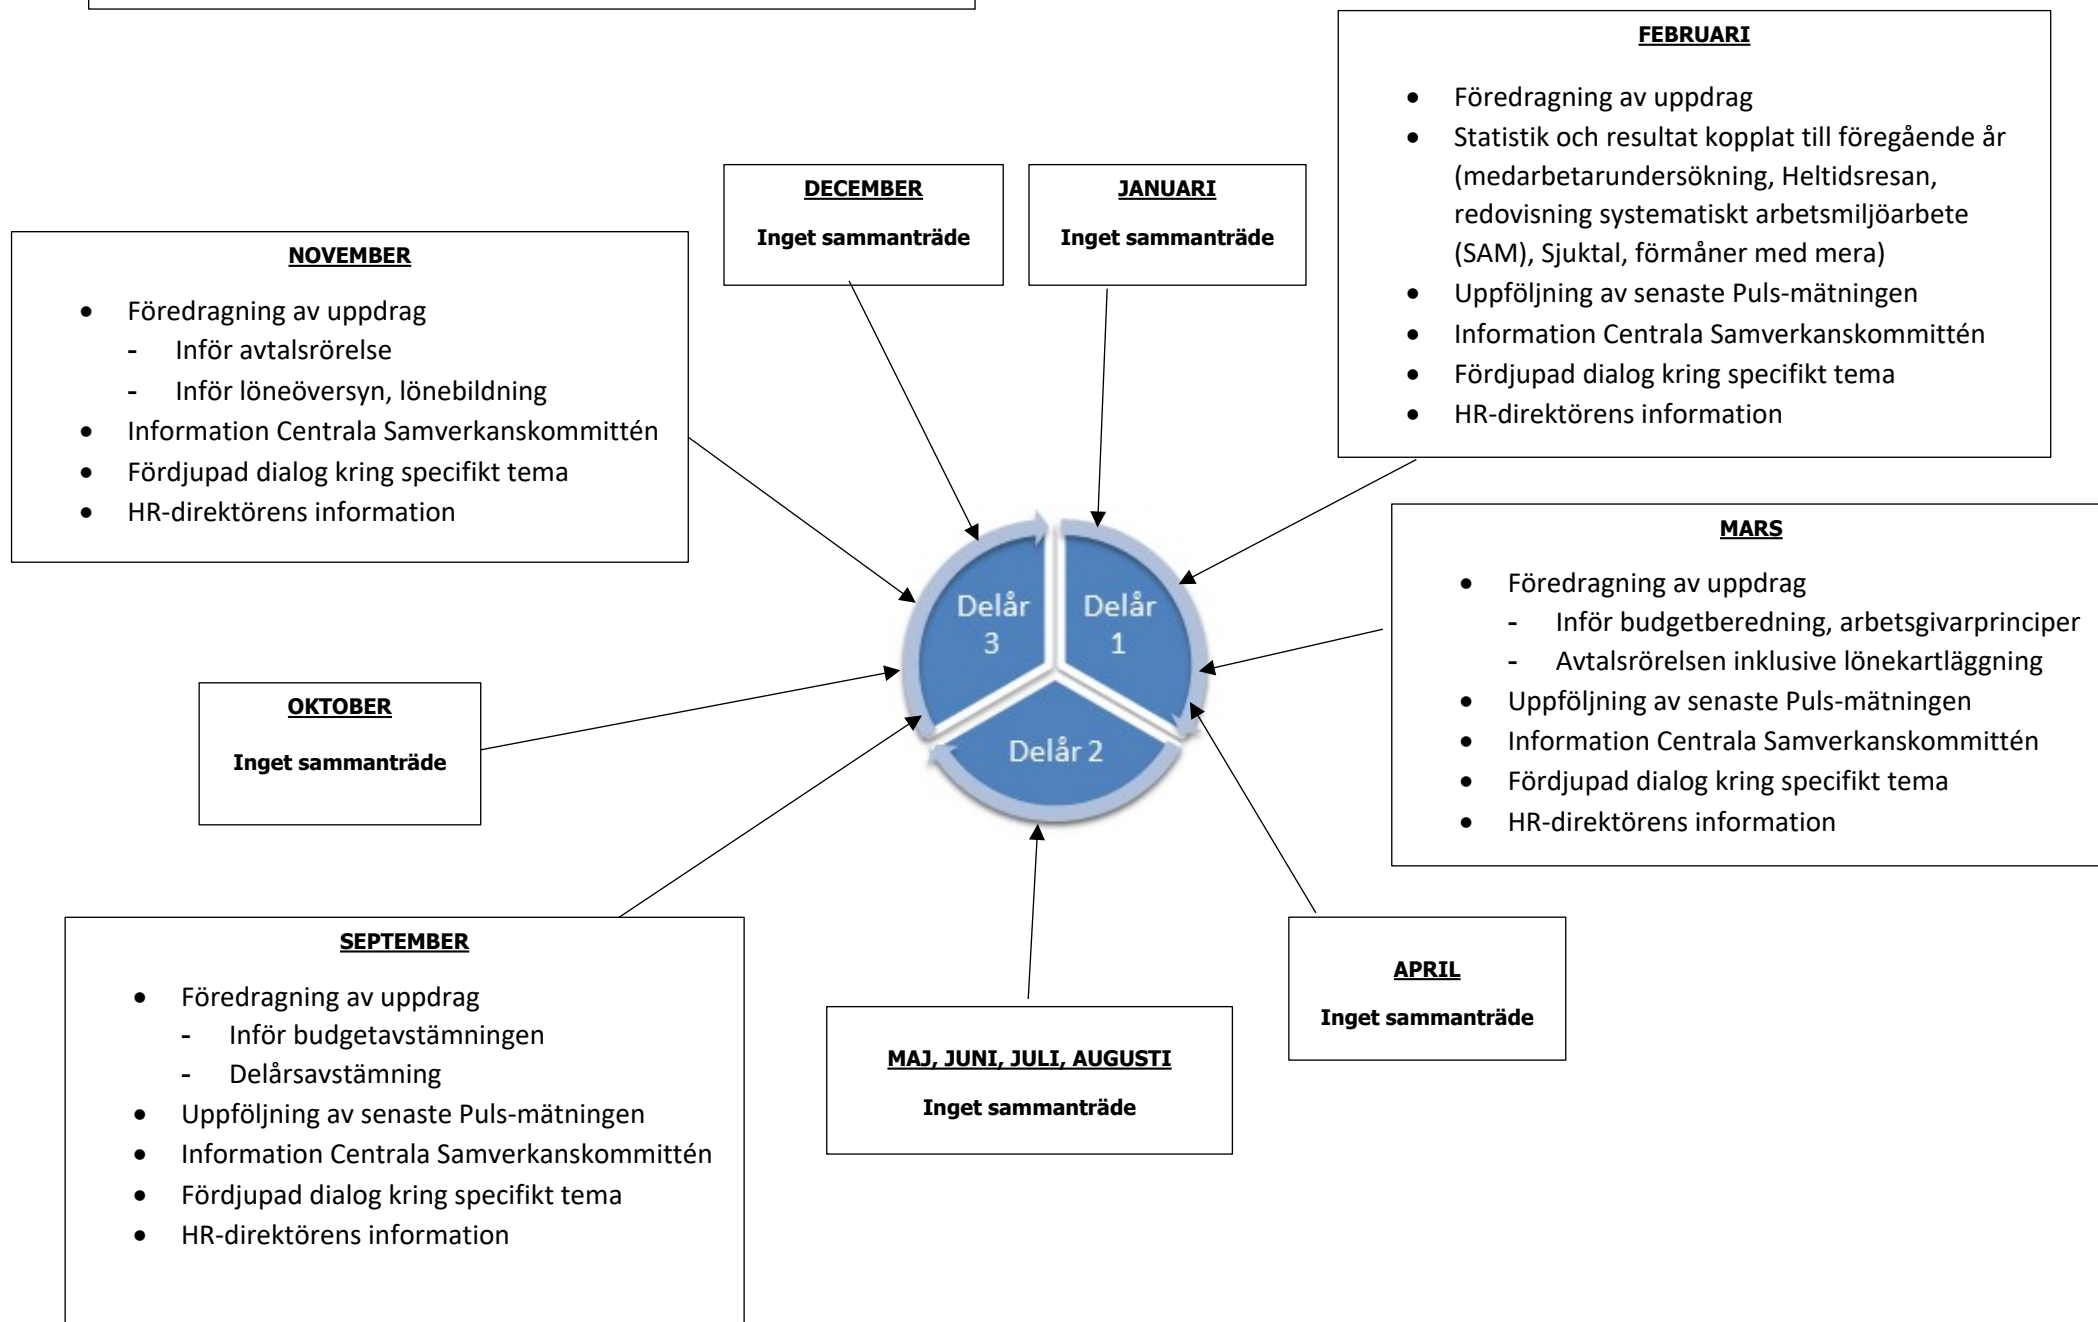 FEBRUARI
• Föredragning av uppdrag
• Statistik och resultat kopplat till föregående år
(medarbetarundersökning, Heltidsresan,
redovisning systematiskt arbetsmiljöarbete
(SAM), Sjuktal, förmåner med mera)
• Uppföljning av senaste Puls-mätningen
• Information Centrala Samverkanskommittén
• Fördjupad dialog kring specifikt tema
• HR-direktörens information
DECEMBER
Inget sammanträde
JANUARI
Inget sammanträde
NOVEMBER
• Föredragning av uppdrag
- Inför avtalsrörelse
- Inför löneöversyn, lönebildning
• Information Centrala Samverkanskommittén
• Fördjupad dialog kring specifikt tema
• HR-direktörens information
MARS
• Föredragning av uppdrag
- Inför budgetberedning, arbetsgivarprinciper
- Avtalsrörelsen inklusive lönekartläggning
• Uppföljning av senaste Puls-mätningen
• Information Centrala Samverkanskommittén
• Fördjupad dialog kring specifikt tema
• HR-direktörens information
Delår
3
Delår
1
Delår 2
OKTOBER
Inget sammanträde
SEPTEMBER
• Föredragning av uppdrag
- Inför budgetavstämningen
- Delårsavstämning
• Uppföljning av senaste Puls-mätningen
• Information Centrala Samverkanskommittén
• Fördjupad dialog kring specifikt tema
• HR-direktörens information
MAJ, JUNI, JULI, AUGUSTI
Inget sammanträde
APRIL
Inget sammanträde